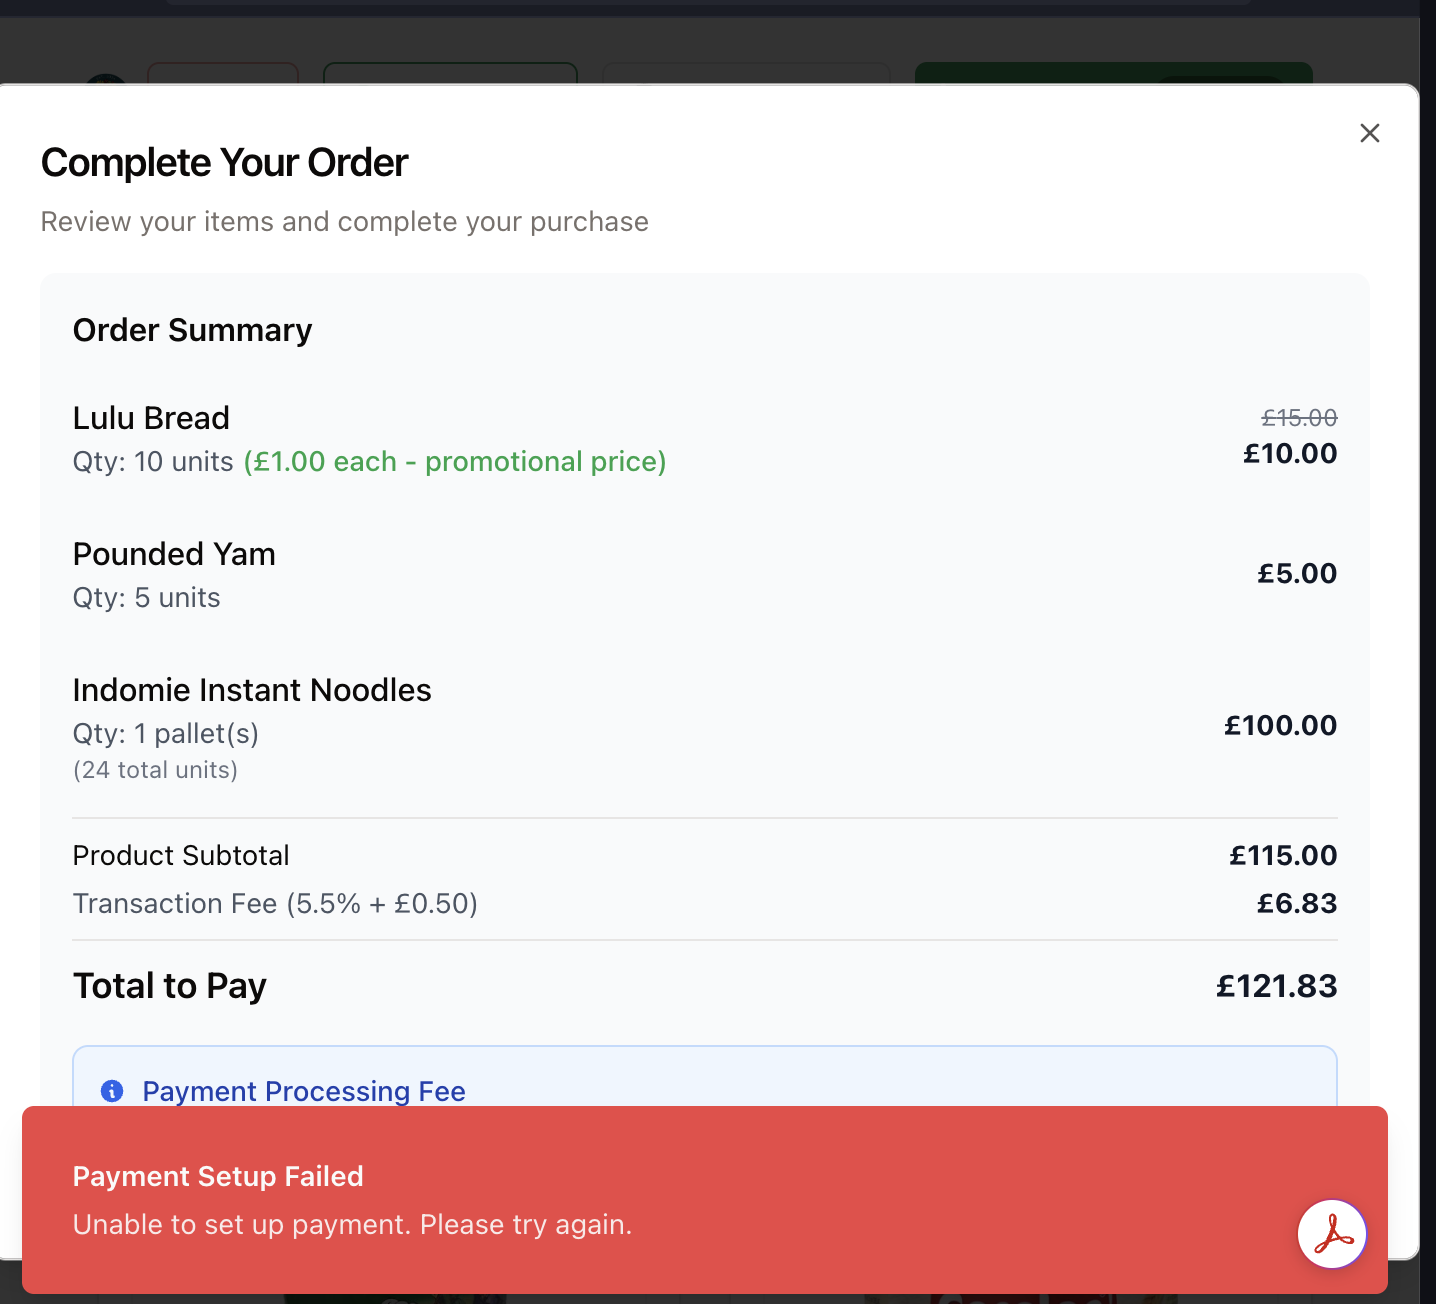 Complete Your Order
Review your items and complete your purchase
Order Summary
Lulu Bread
£15.00
Qty: 10 units (£1.00 each - promotional price)
£10.00
Pounded Yam
Qty: 5 units
£5.00
Indomie Instant Noodles
Qty: 1 pallet(s)
£100.00
(24 total units)
Product Subtotal
£115.00
Transaction Fee (5.5% + £0.50)
£6.83
Total to Pay
£121.83
Payment Processing Fee
Payment Setup Failed
Unable to set up payment. Please try again.